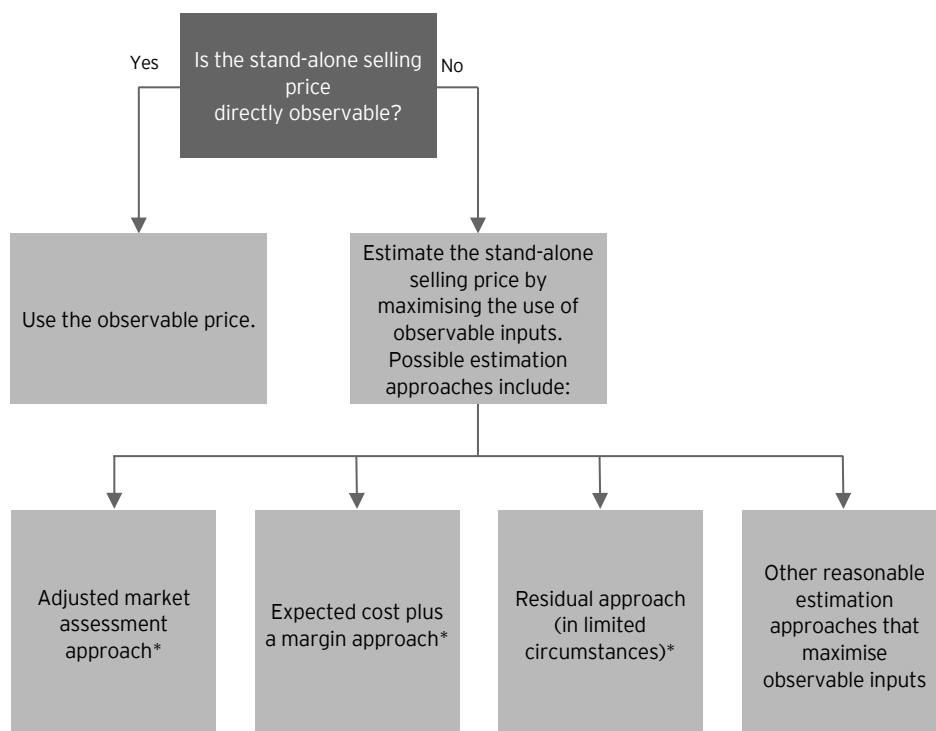 Yes
Is the stand-alone selling
price
directly observable?
No
Use the observable price.
Estimate the stand-alone
selling price by
maximising the use of
observable inputs.
Possible estimation
approaches include:
Adjusted market
assessment
approach*
Expected cost plus
a margin approach*
Residual approach
(in limited
circumstances)*
Other reasonable
estimation
approaches that
maximise
observable inputs